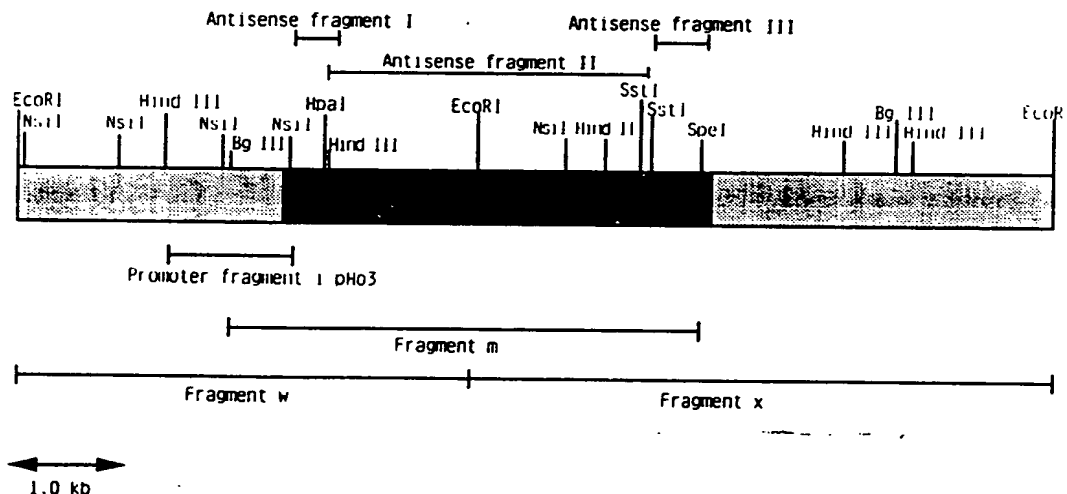 Antisense fragment I
Antisense fragment III
Antisense fragment II
EcoRI
NsiI
NsiI
Hind III
NsiI
Bg III
NsiI
HpaI
Hind III
EcoRI
NsiI
Hind II
SstI
SstI
SpeI
Hind III
Bg III
Hind III
EcoR
Promoter fragment i pHo3
Fragment m
Fragment w
Fragment x
1.0 kb